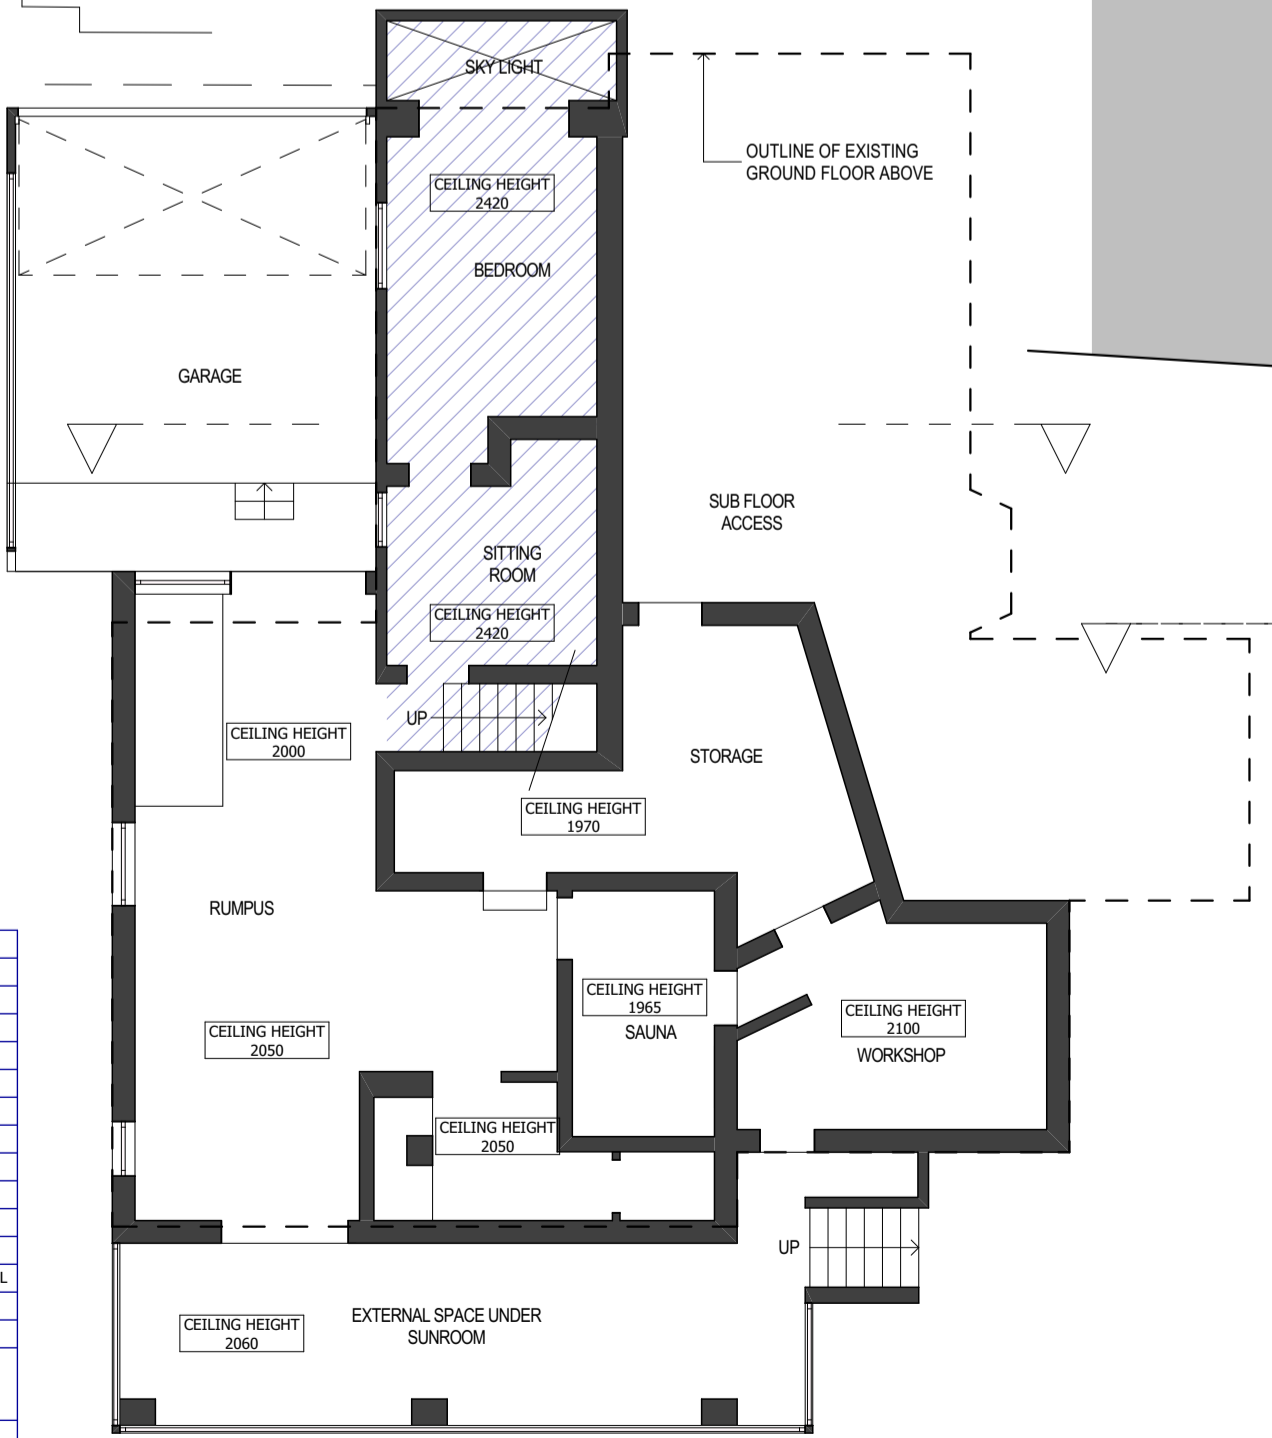 SKY LIGHT
OUTLINE OF EXISTING
GROUND FLOOR ABOVE
CEILING HEIGHT
2420
BEDROOM
GARAGE
SUB FLOOR
ACCESS
SITTING
ROOM
CEILING HEIGHT
2420
UP
CEILING HEIGHT
2000
STORAGE
CEILING HEIGHT
1970
RUMPUS
CEILING HEIGHT
1965
SAUNA
CEILING HEIGHT
2100
WORKSHOP
CEILING HEIGHT
2050
CEILING HEIGHT
2050
UP
L
EXTERNAL SPACE UNDER
SUNROOM
CEILING HEIGHT
2060